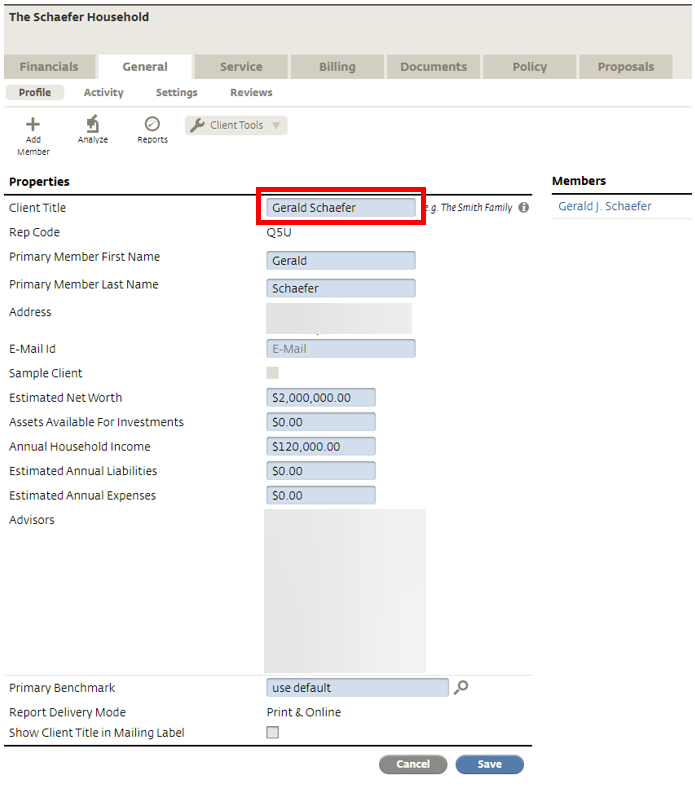 The Schaefer Household
Financials General Service Billing Documents Policy Proposals
Profile Activity Settings Reviews
Add Member Analyze Reports Client Tools
Properties
Client Title Gerald Schaefer e.g. The Smith Family
Rep Code Q5U
Primary Member First Name Gerald
Primary Member Last Name Schaefer
Address
E-Mail Id E-Mail
Sample Client
Estimated Net Worth $2,000,000.00
Assets Available For Investments $0.00
Annual Household Income $120,000.00
Estimated Annual Liabilities $0.00
Estimated Annual Expenses $0.00
Advisors
Primary Benchmark use default
Report Delivery Mode Print & Online
Show Client Title in Mailing Label
Cancel Save
Members
Gerald J. Schaefer